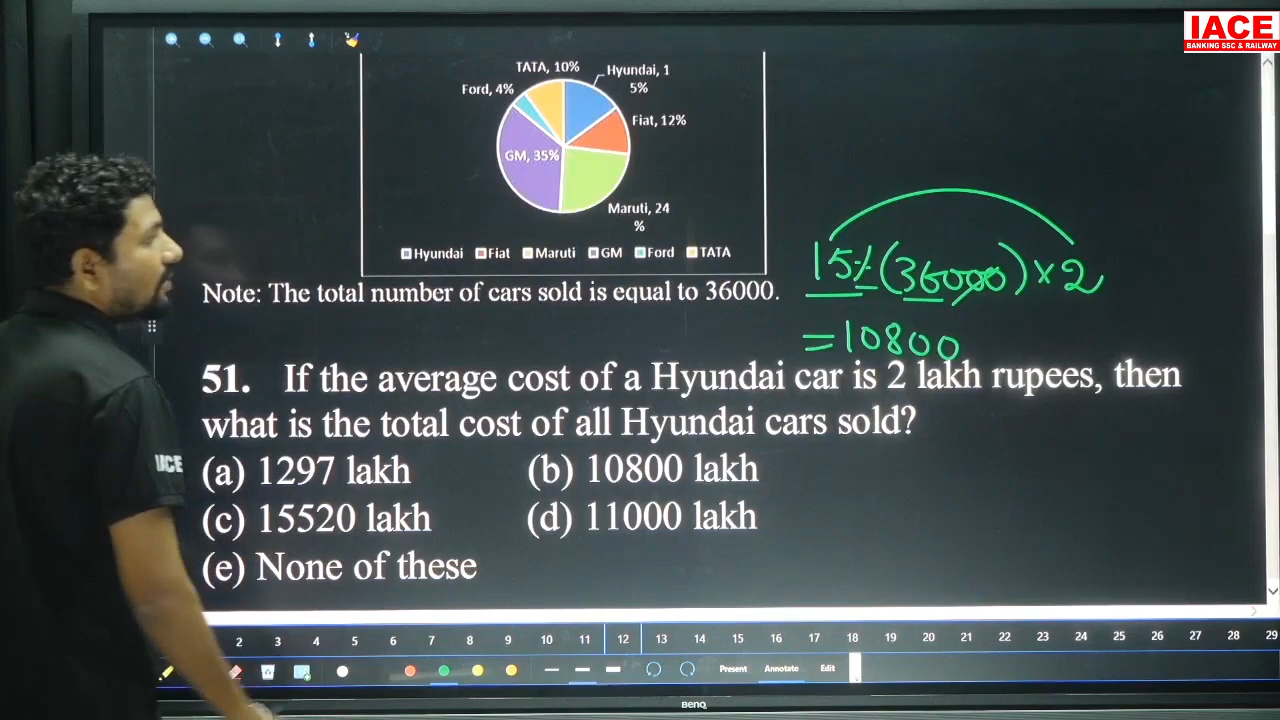 IACE
BANKING SSC & RAILWAY
TATA, 10%
Hyundai, 1
5%
Ford, 4%
Fiat, 12%
GM, 35%
Maruti, 24
%
Hyundai Fiat Maruti GM Ford TATA
15%(36000)×2
Note: The total number of cars sold is equal to 36000.
=10800
51. If the average cost of a Hyundai car is 2 lakh rupees, then
what is the total cost of all Hyundai cars sold?
(a) 1297 lakh (b) 10800 lakh
(c) 15520 lakh (d) 11000 lakh
(e) None of these
IACE
2 3 4 5 6 7 8 9 10 11 12 13 14 15 16 17 18 19 20 21 22 23 24 25 26 27 28 29
Present Annotate Edit
BenQ